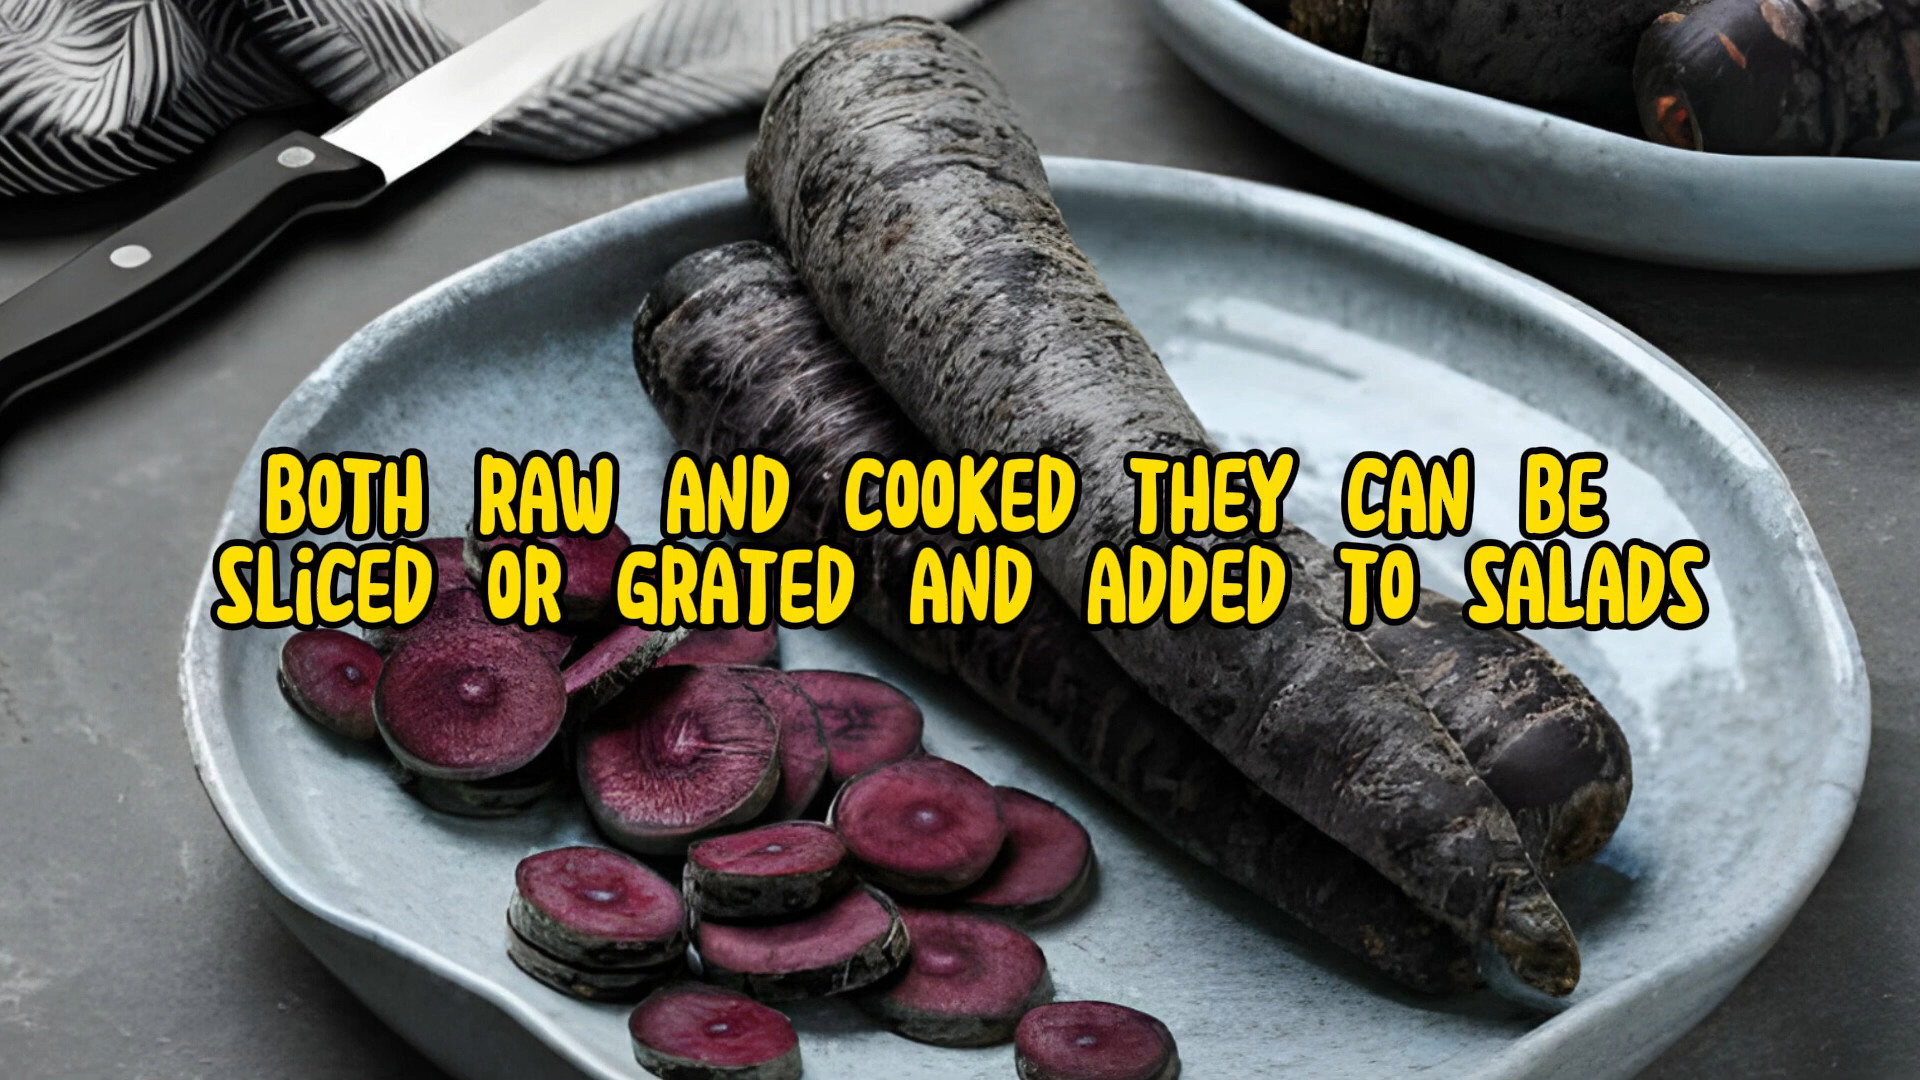 BOTH RAW AND COOKED THEY CAN BE
SLiCED OR GRATED AND ADDED TO SALADS